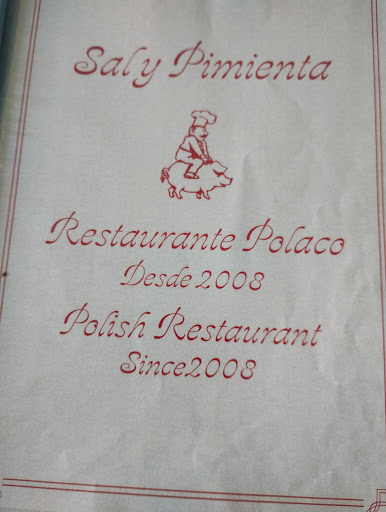 Sal y Pimienta
Restaurante Polaco
Desde 2008
Polish Restaurant
Since2008